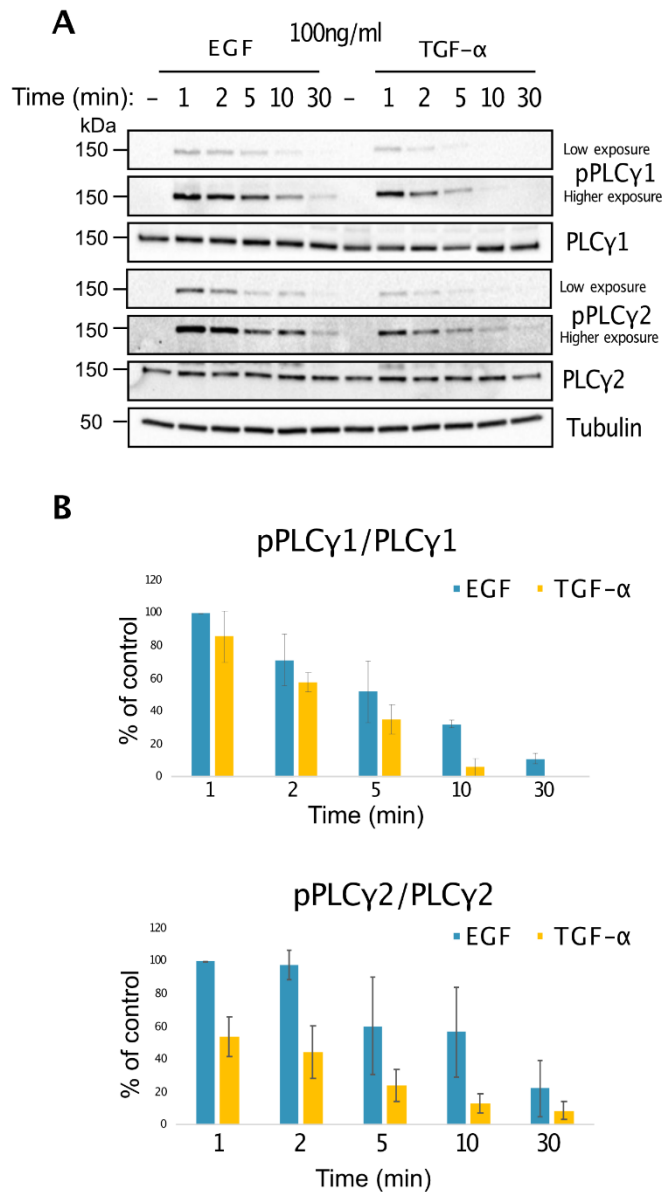 A
100ng/ml
EGF TGF-α
Time (min): – 1 2 5 10 30 – 1 2 5 10 30
kDa
150 Low exposure
pPLCγ1
150 Higher exposure
150 PLCγ1
150 Low exposure
pPLCγ2
150 Higher exposure
150 PLCγ2
50 Tubulin
B
pPLCγ1/PLCγ1
EGF TGF-α
% of control
120
100
80
60
40
20
0
1 2 5 10 30
Time (min)
pPLCγ2/PLCγ2
EGF TGF-α
% of control
120
100
80
60
40
20
0
1 2 5 10 30
Time (min)